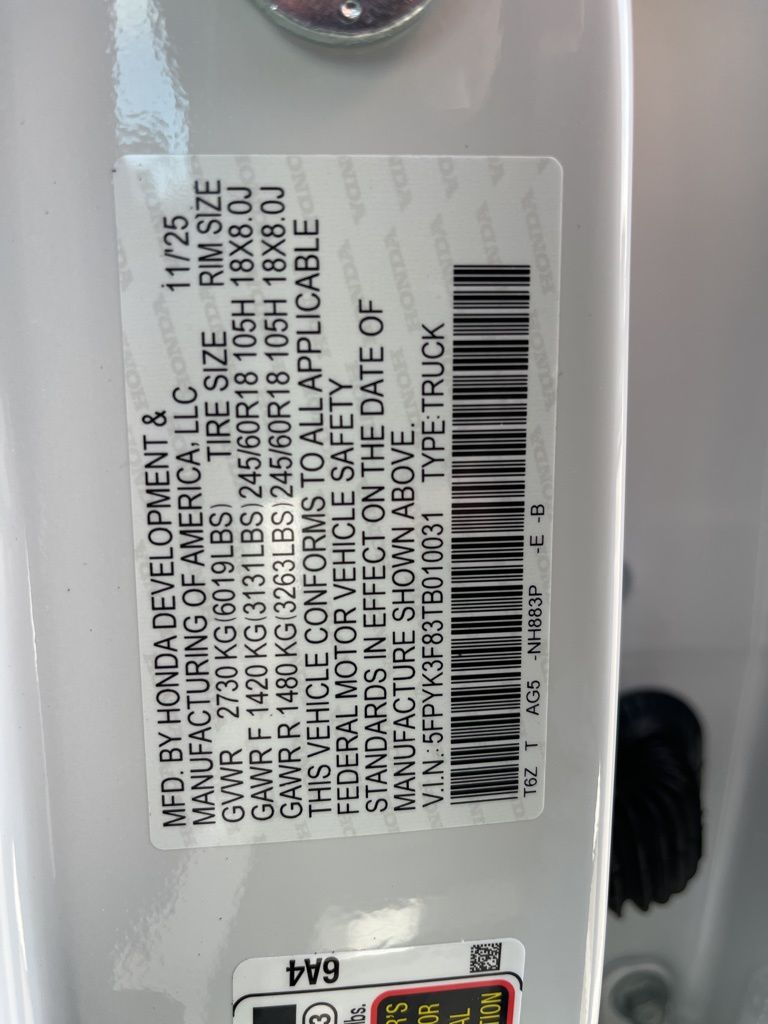 MFD. BY HONDA DEVELOPMENT &
MANUFACTURING OF AMERICA, LLC 11/'25
GVWR 2730 KG(6019LBS) TIRE SIZE RIM SIZE
GAWR F 1420 KG(3131LBS)245/60R18 105H 18X8.0J
GAWR R 1480 KG(3263LBS)245/60R18 105H 18X8.0J
THIS VEHICLE CONFORMS TO ALL APPLICABLE
FEDERAL MOTOR VEHICLE SAFETY
STANDARDS IN EFFECT ON THE DATE OF
MANUFACTURE SHOWN ABOVE.
V.I.N.: 5FPYK3F83TB010031 TYPE:TRUCK
T6Z T AG5 -NH883P -E -B
6A4
3
lbs.